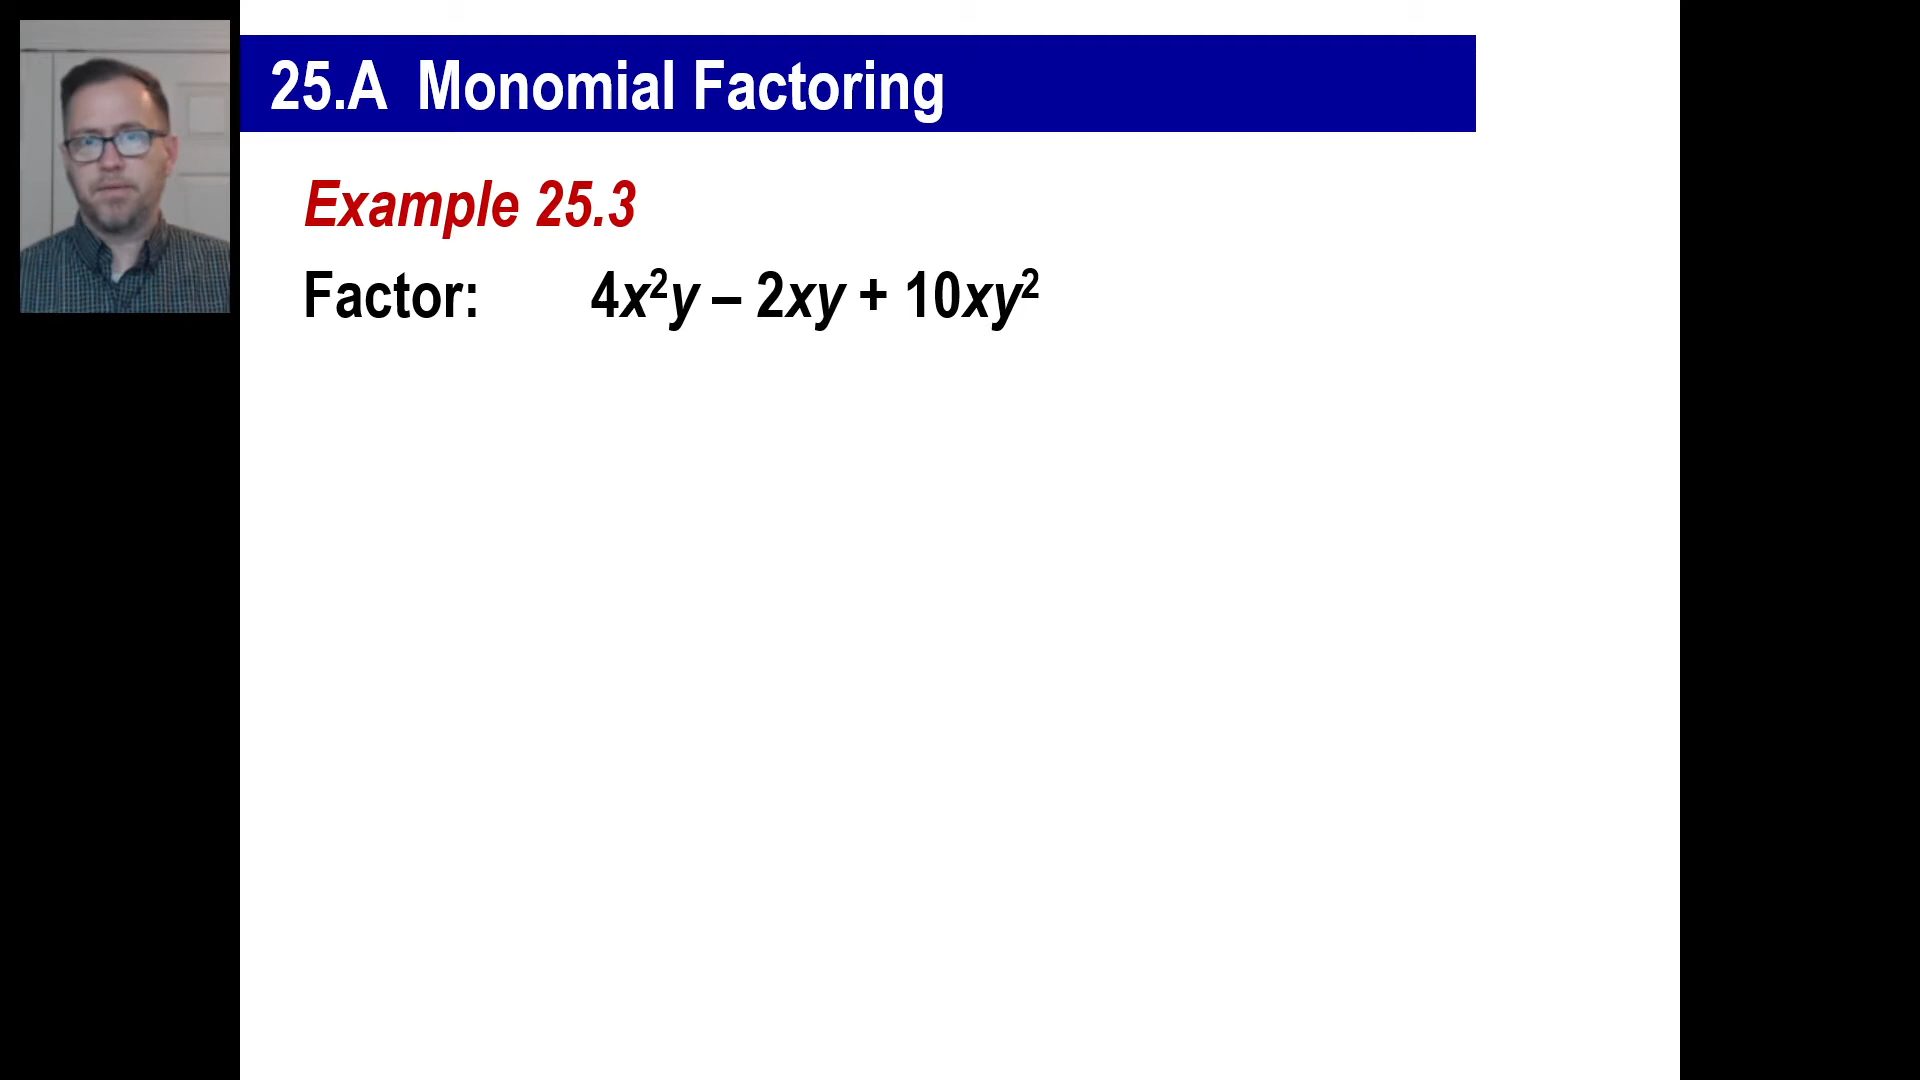 25.A Monomial Factoring
Example 25.3
Factor: 4x²y – 2xy + 10xy²